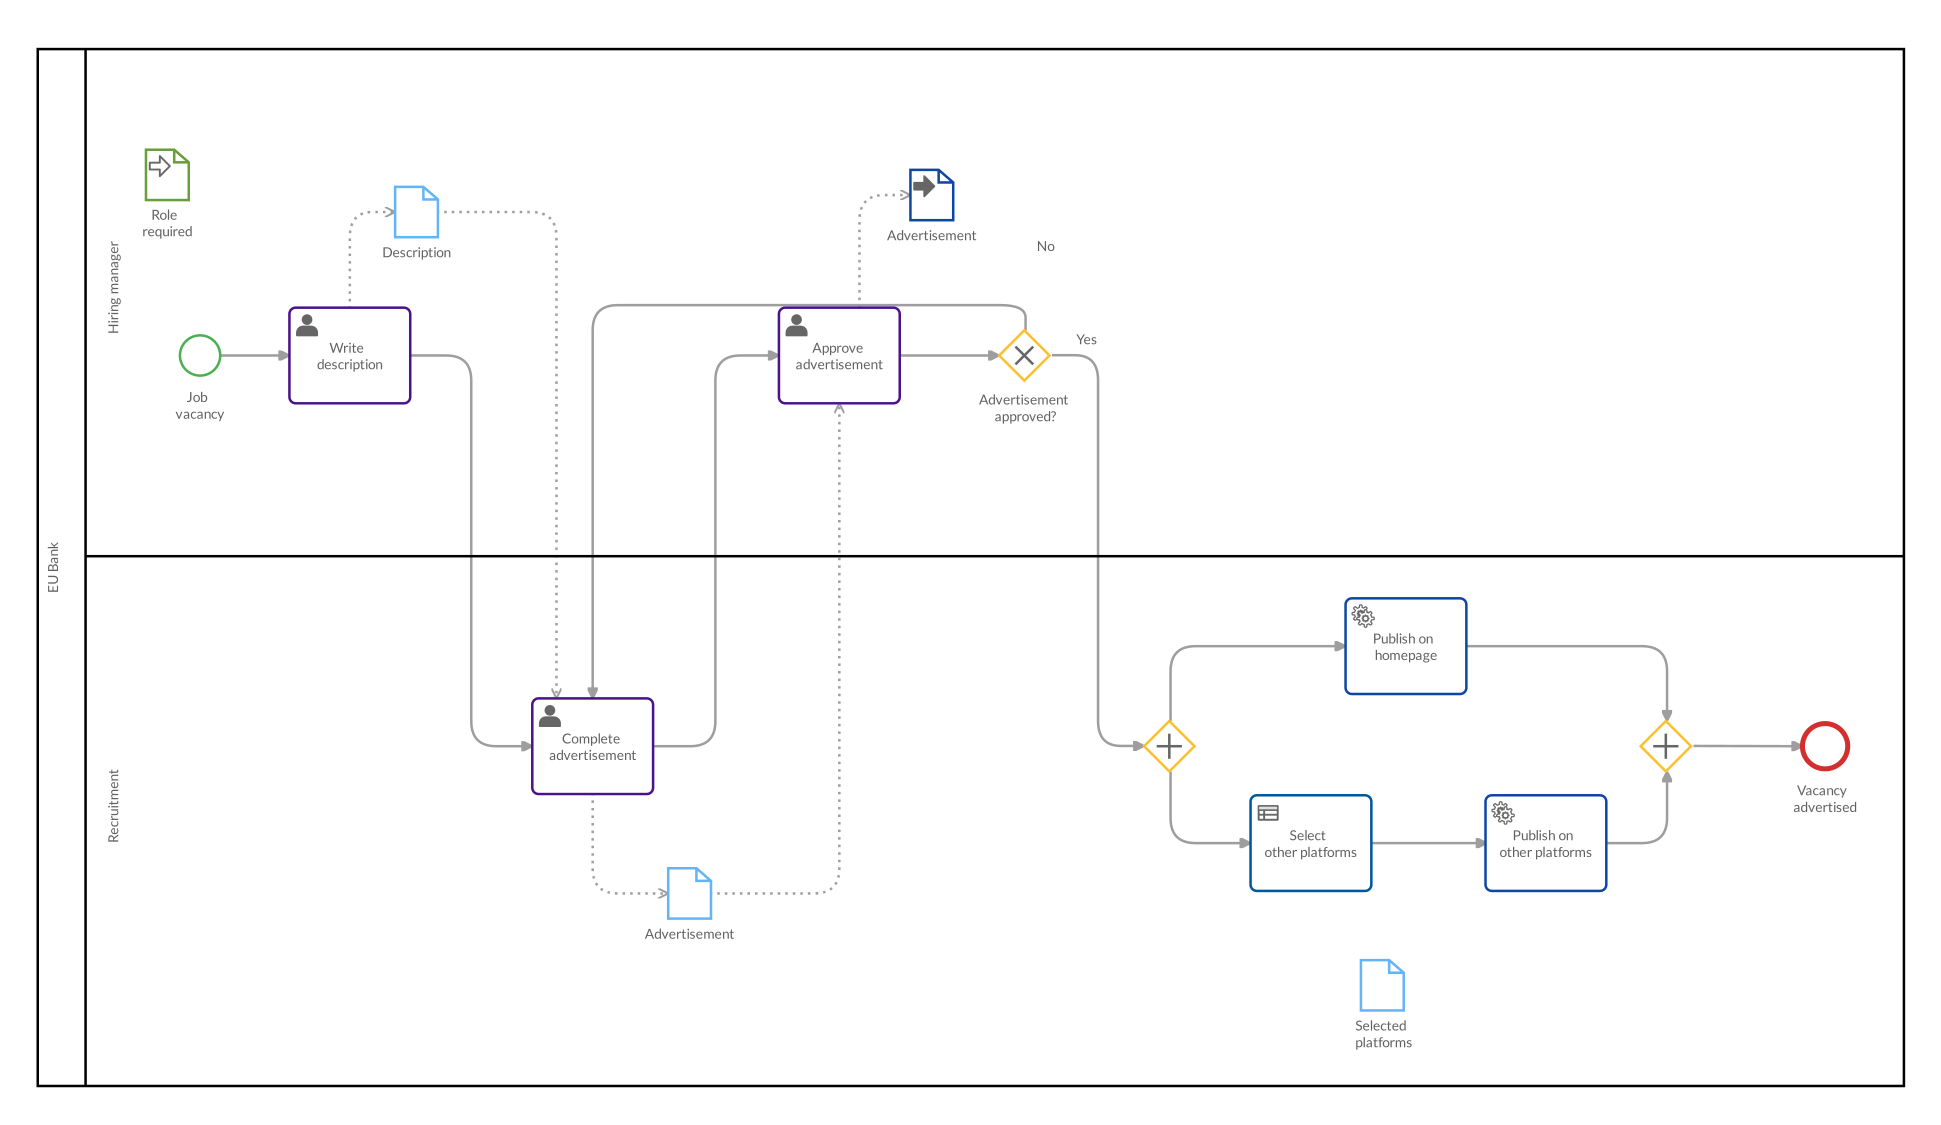 EU Bank
Hiring manager
Role
required
Description
Advertisement
No
Job
vacancy
Write
description
Approve
advertisement
Yes
Advertisement
approved?
Recruitment
Complete
advertisement
Advertisement
Publish on
homepage
Select
other platforms
Publish on
other platforms
Vacancy
advertised
Selected
platforms